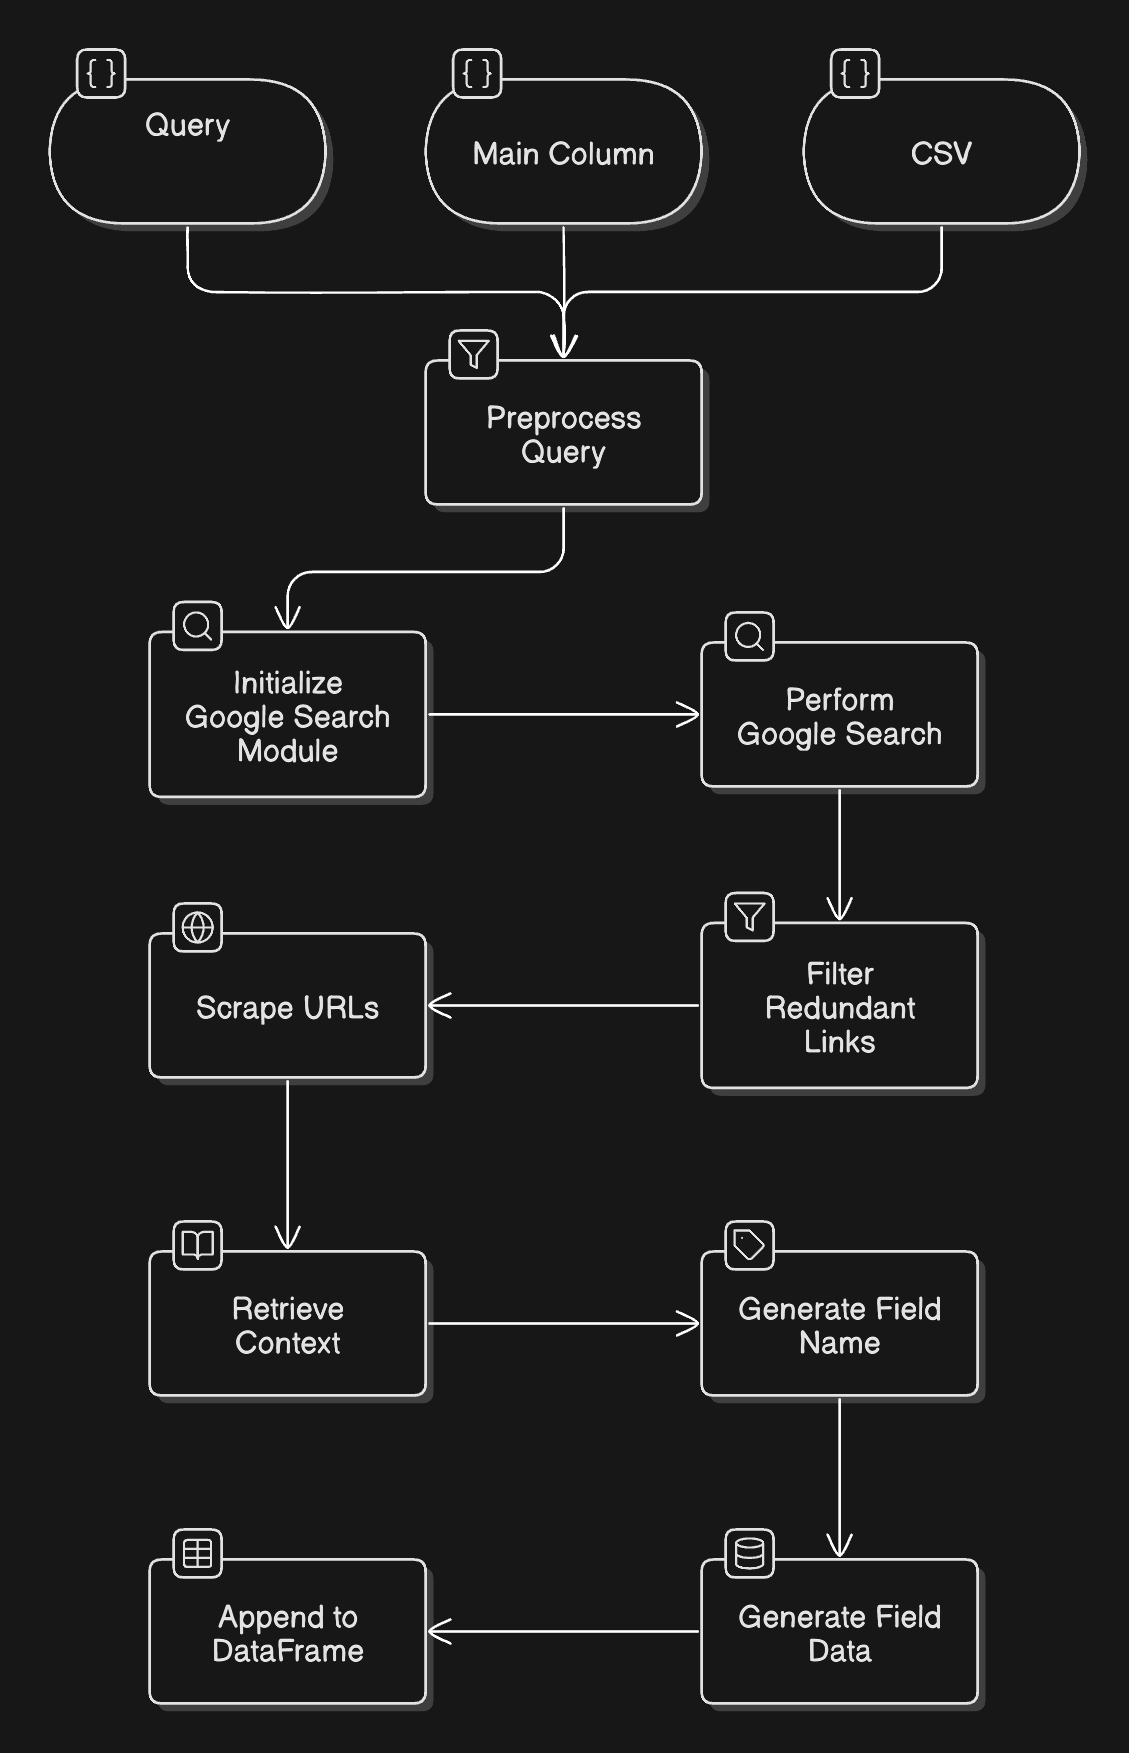 Query
Main Column
CSV
Preprocess
Query
Initialize
Google Search
Module
Perform
Google Search
Scrape URLs
Filter
Redundant
Links
Retrieve
Context
Generate Field
Name
Append to
DataFrame
Generate Field
Data